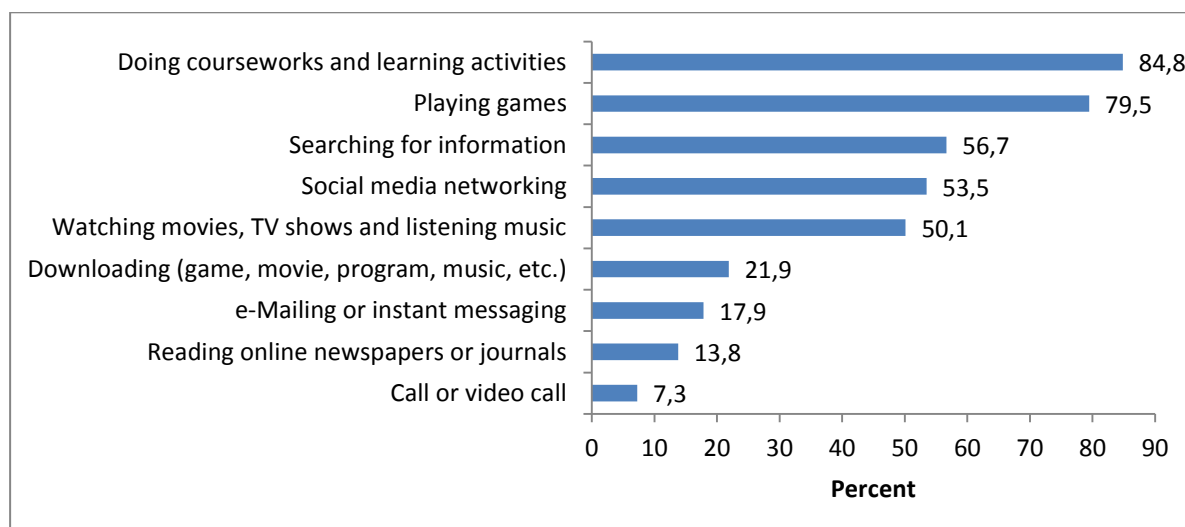 Doing courseworks and learning activities 84,8
Playing games 79,5
Searching for information 56,7
Social media networking 53,5
Watching movies, TV shows and listening music 50,1
Downloading (game, movie, program, music, etc.) 21,9
e-Mailing or instant messaging 17,9
Reading online newspapers or journals 13,8
Call or video call 7,3
0 10 20 30 40 50 60 70 80 90
Percent